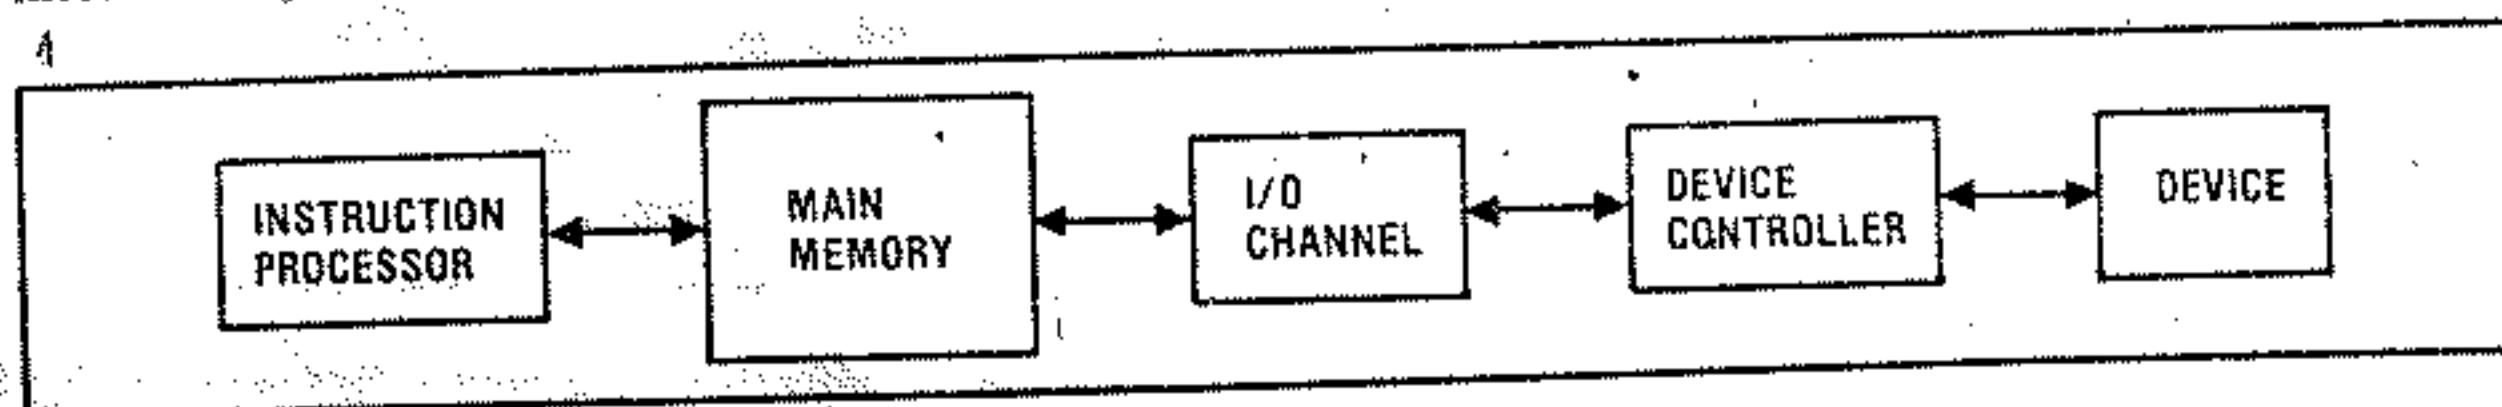 INSTRUCTION
PROCESSOR
MAIN
MEMORY
I/O
CHANNEL
DEVICE
CONTROLLER
DEVICE